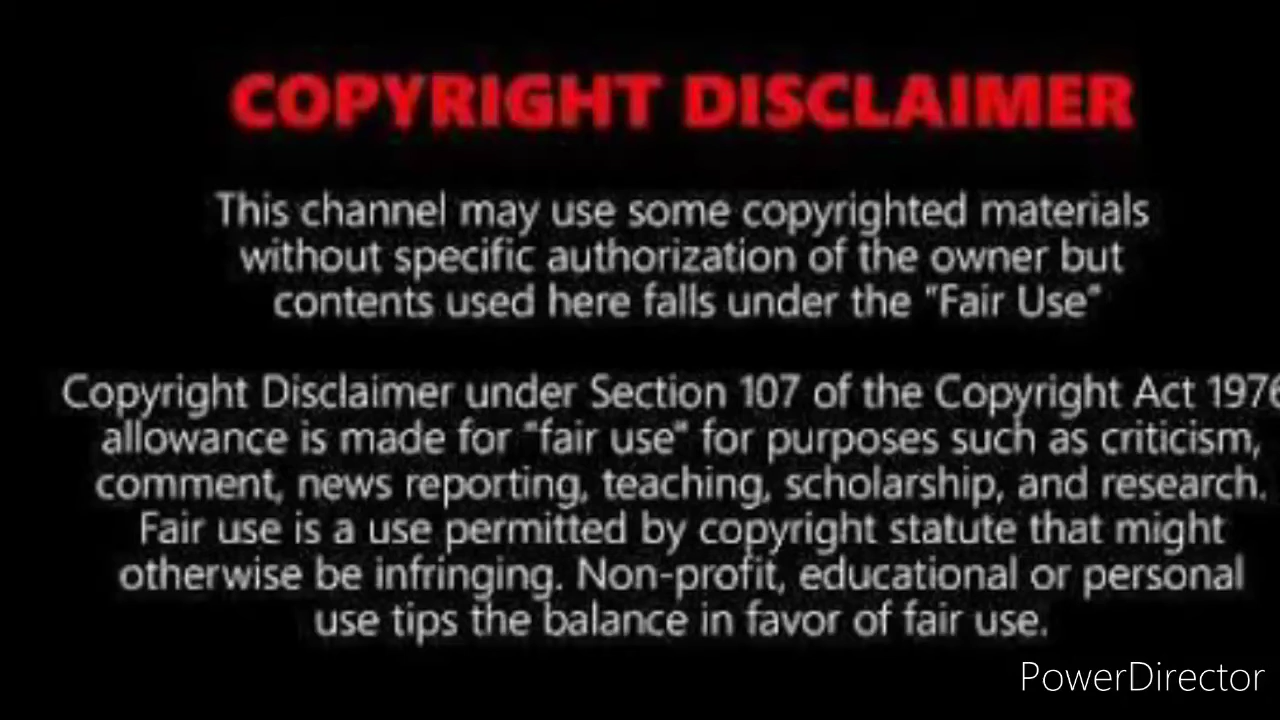 COPYRIGHT DISCLAIMER
This channel may use some copyrighted materials
without specific authorization of the owner but
contents used here falls under the "Fair Use"
Copyright Disclaimer under Section 107 of the Copyright Act 1976
allowance is made for "fair use" for purposes such as criticism,
comment, news reporting, teaching, scholarship, and research.
Fair use is a use permitted by copyright statute that might
otherwise be infringing. Non-profit, educational or personal
use tips the balance in favor of fair use.
PowerDirector